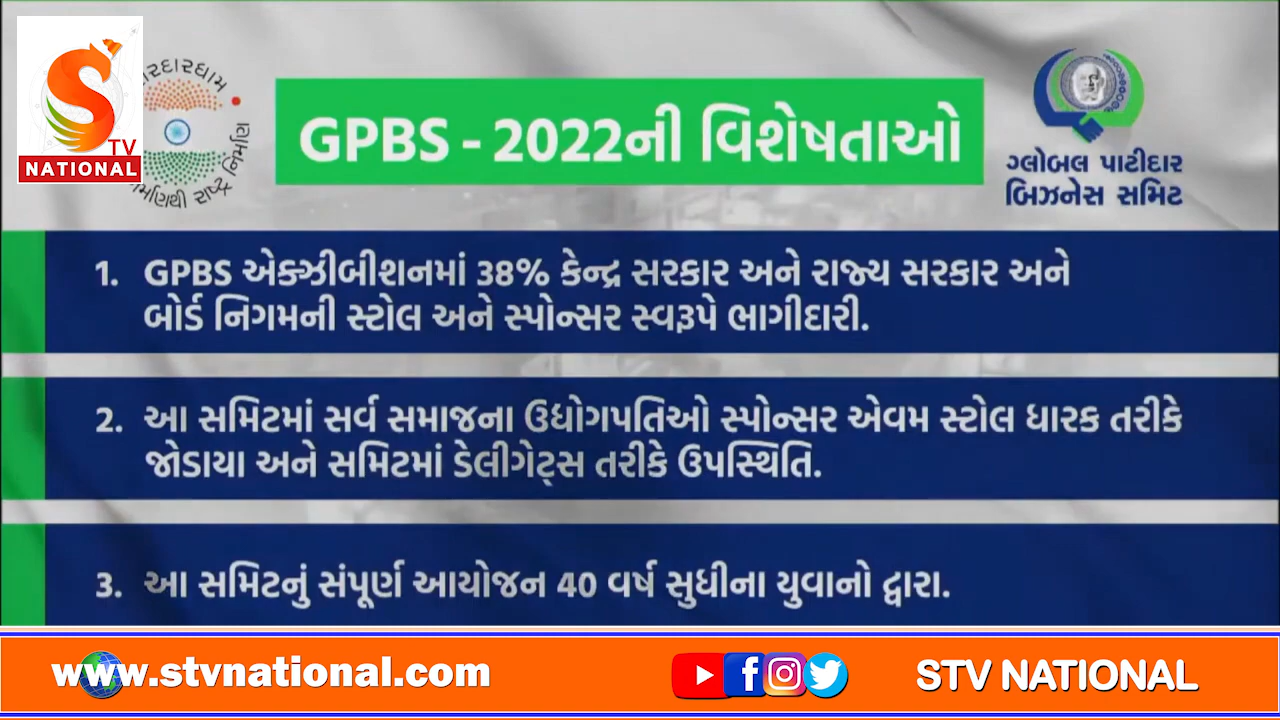 TV
NATIONAL
GPBS - 2022ની વિશેષતાઓ
ગ્લોબલ પાટીદાર
બિઝનેસ સમિટ
1. GPBS એક્ઝીબીશનમાં 38% કેન્દ્ર સરકાર અને રાજ્ય સરકાર અને
બોર્ડ નિગમની સ્ટોલ અને સ્પોન્સર સ્વરૂપે ભાગીદારી.
2. આ સમિટમાં સર્વ સમાજના ઉદ્યોગપતિઓ સ્પોન્સર એવમ સ્ટોલ ધારક તરીકે
જોડાયા અને સમિટમાં ડેલીગેટ્સ તરીકે ઉપસ્થિતિ.
3. આ સમિટનું સંપૂર્ણ આયોજન 40 વર્ષ સુધીના યુવાનો દ્વારા.
www.stvnational.com
STV NATIONAL